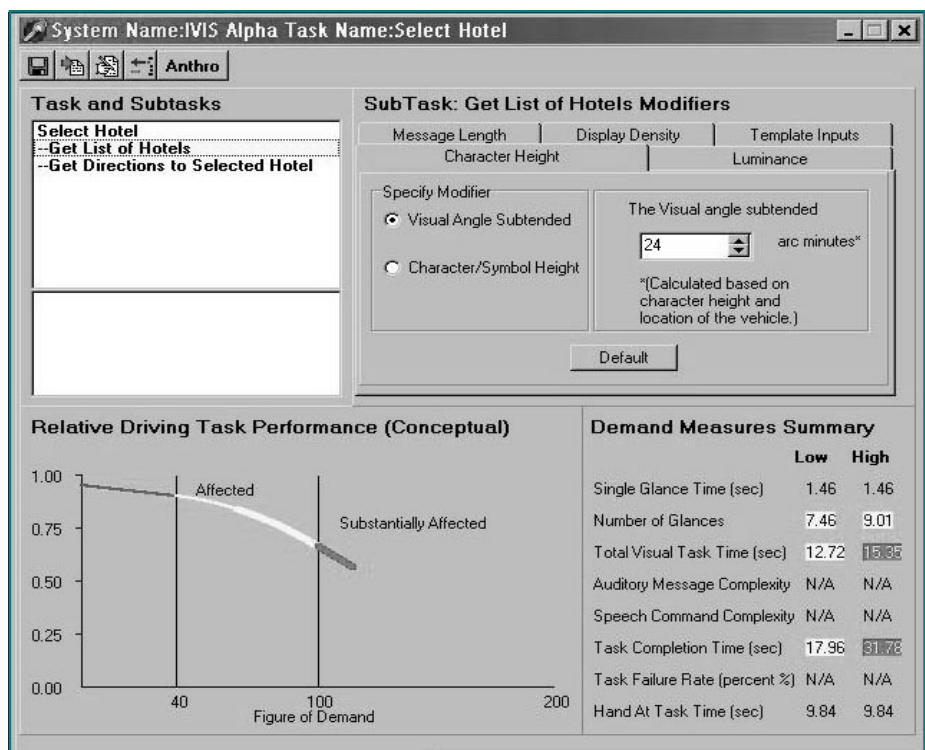 System Name:IVIS Alpha Task Name:Select Hotel
Anthro
Task and Subtasks
Select Hotel
--Get List of Hotels
--Get Directions to Selected Hotel
SubTask: Get List of Hotels Modifiers
Message Length Display Density Template Inputs
Character Height Luminance
Specify Modifier
Visual Angle Subtended
Character/Symbol Height
The Visual angle subtended
24 arc minutes*
*(Calculated based on
character height and
location of the vehicle.)
Default
Relative Driving Task Performance (Conceptual)
1.00
0.75
0.50
0.25
0.00
Affected
Substantially Affected
40 100 200
Figure of Demand
Demand Measures Summary
Low High
Single Glance Time (sec) 1.46 1.46
Number of Glances 7.46 9.01
Total Visual Task Time (sec) 12.72 15.35
Auditory Message Complexity N/A N/A
Speech Command Complexity N/A N/A
Task Completion Time (sec) 17.96 31.78
Task Failure Rate (percent %) N/A N/A
Hand At Task Time (sec) 9.84 9.84